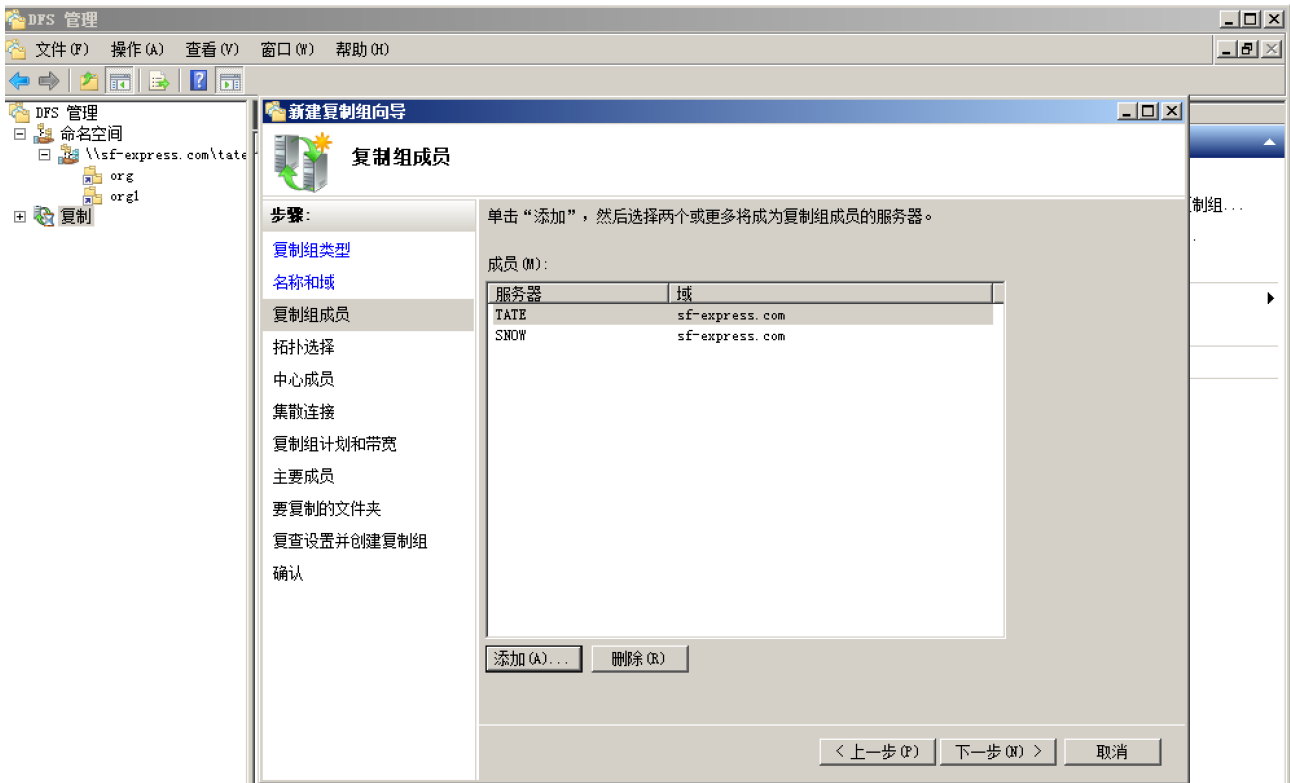 DFS 管理
文件(F) 操作(A) 查看(V) 窗口(W) 帮助(H)
DFS 管理
命名空间
\\sf-express.com\tate
org
org1
复制
新建复制组向导
复制组成员
步骤:
复制组类型
名称和域
复制组成员
拓扑选择
中心成员
集散连接
复制组计划和带宽
主要成员
要复制的文件夹
复查设置并创建复制组
确认
单击“添加”，然后选择两个或更多将成为复制组成员的服务器。
成员(M):
服务器 域
TATE sf-express.com
SNOW sf-express.com
添加(A)... 删除(R)
< 上一步(P) 下一步(N) > 取消
制组...